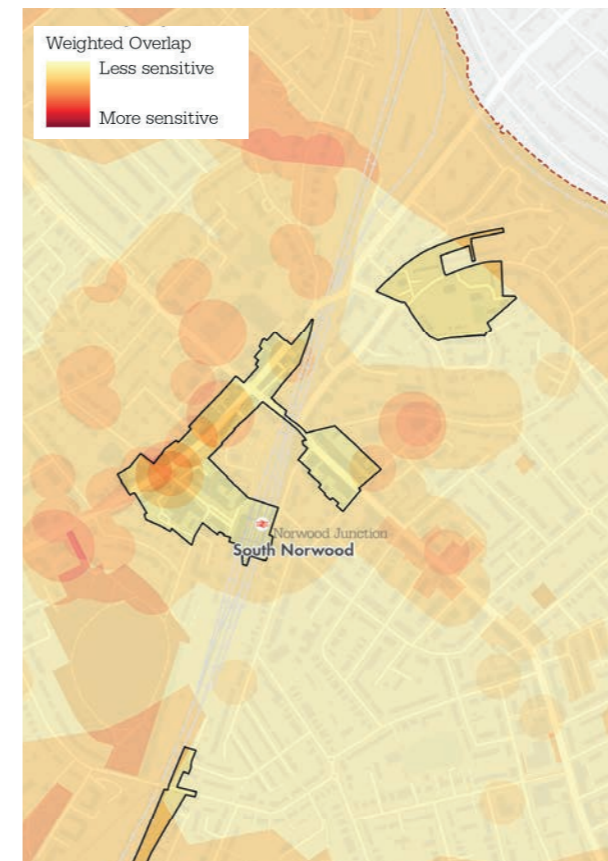 Weighted Overlap
Less sensitive
More sensitive
Norwood Junction
South Norwood